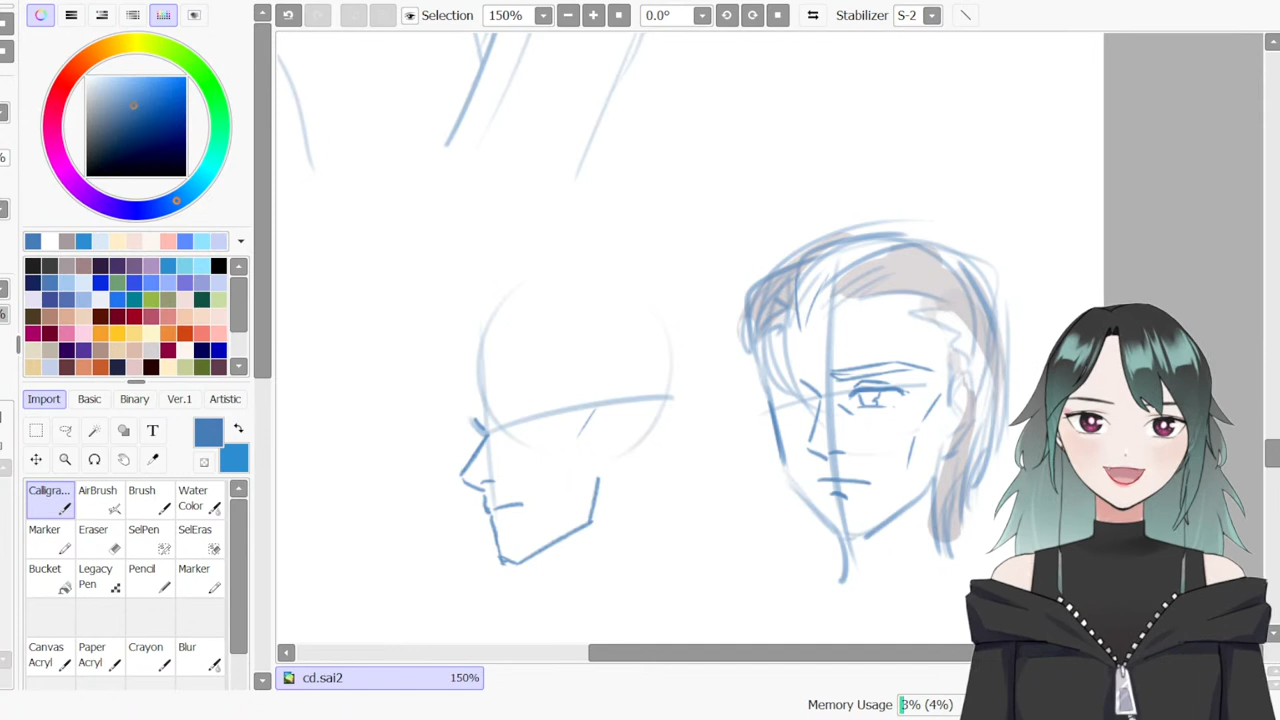 Selection 150% 0.0° Stabilizer S-2
Import Basic Binary Ver.1 Artistic
T
Calligra... AirBrush Brush Water Color
Marker Eraser SelPen SelEras
Bucket Legacy Pen Pencil Marker
Canvas Acryl Paper Acryl Crayon Blur
cd.sai2 150%
Memory Usage 3% (4%)
%
%